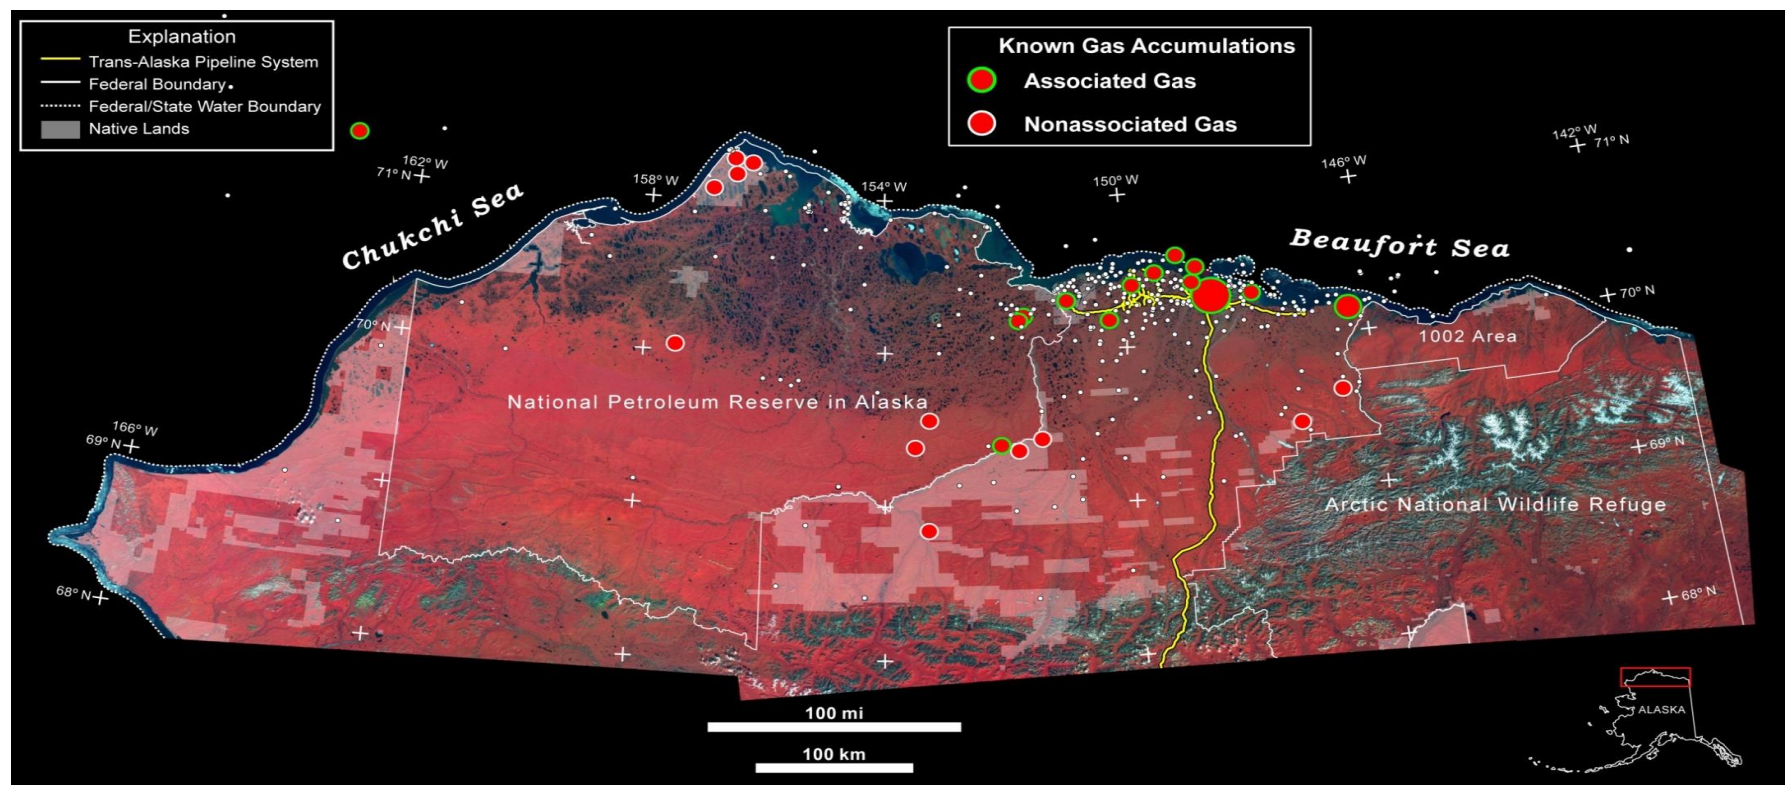 Explanation
Trans-Alaska Pipeline System
Federal Boundary
Federal/State Water Boundary
Native Lands
Known Gas Accumulations
Associated Gas
Nonassociated Gas
162° W
71° N
158° W
154° W
150° W
146° W
142° W
71° N
Chukchi Sea
Beaufort Sea
70° N
70° N
1002 Area
National Petroleum Reserve in Alaska
166° W
69° N
69° N
Arctic National Wildlife Refuge
68° N
68° N
100 mi
100 km
ALASKA